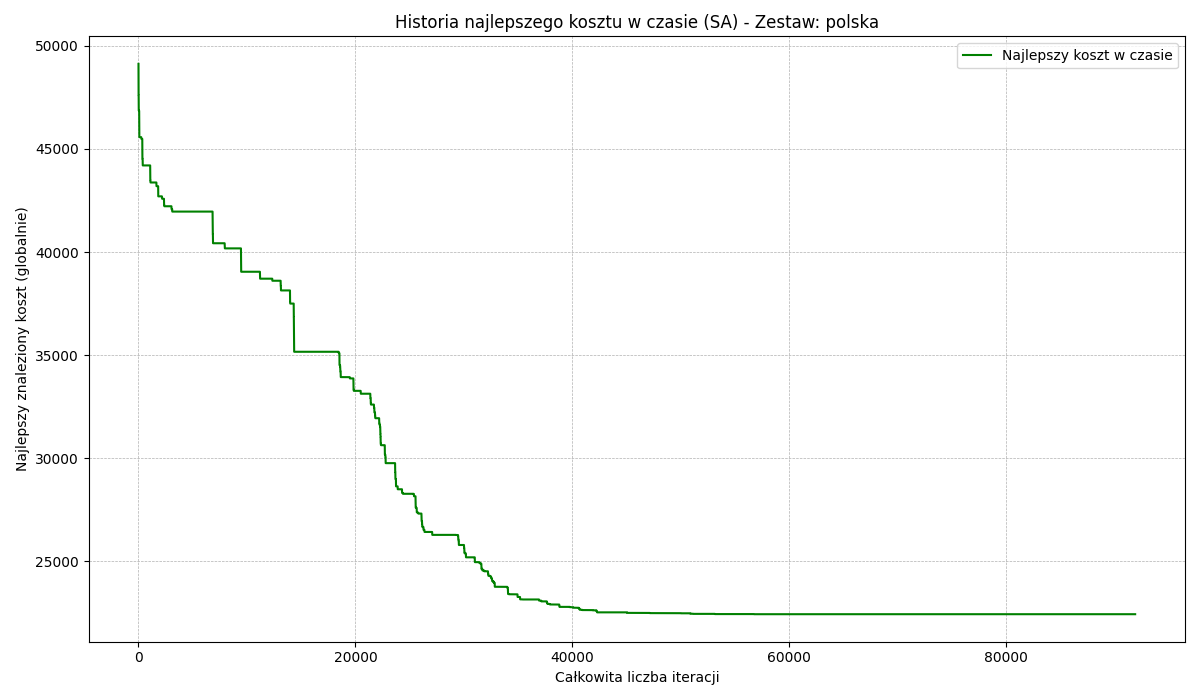 Historia najlepszego kosztu w czasie (SA) - Zestaw: polska
50000
45000
40000
35000
30000
25000
Najlepszy znaleziony koszt (globalnie)
Najlepszy koszt w czasie
0
20000
40000
60000
80000
Całkowita liczba iteracji